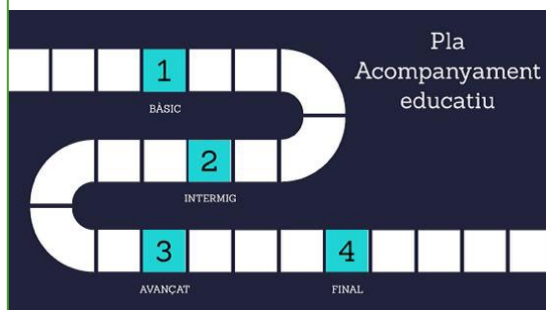 Pla
Acompanyament
educatiu
1
BÀSIC
2
INTERMIG
3
AVANÇAT
4
FINAL